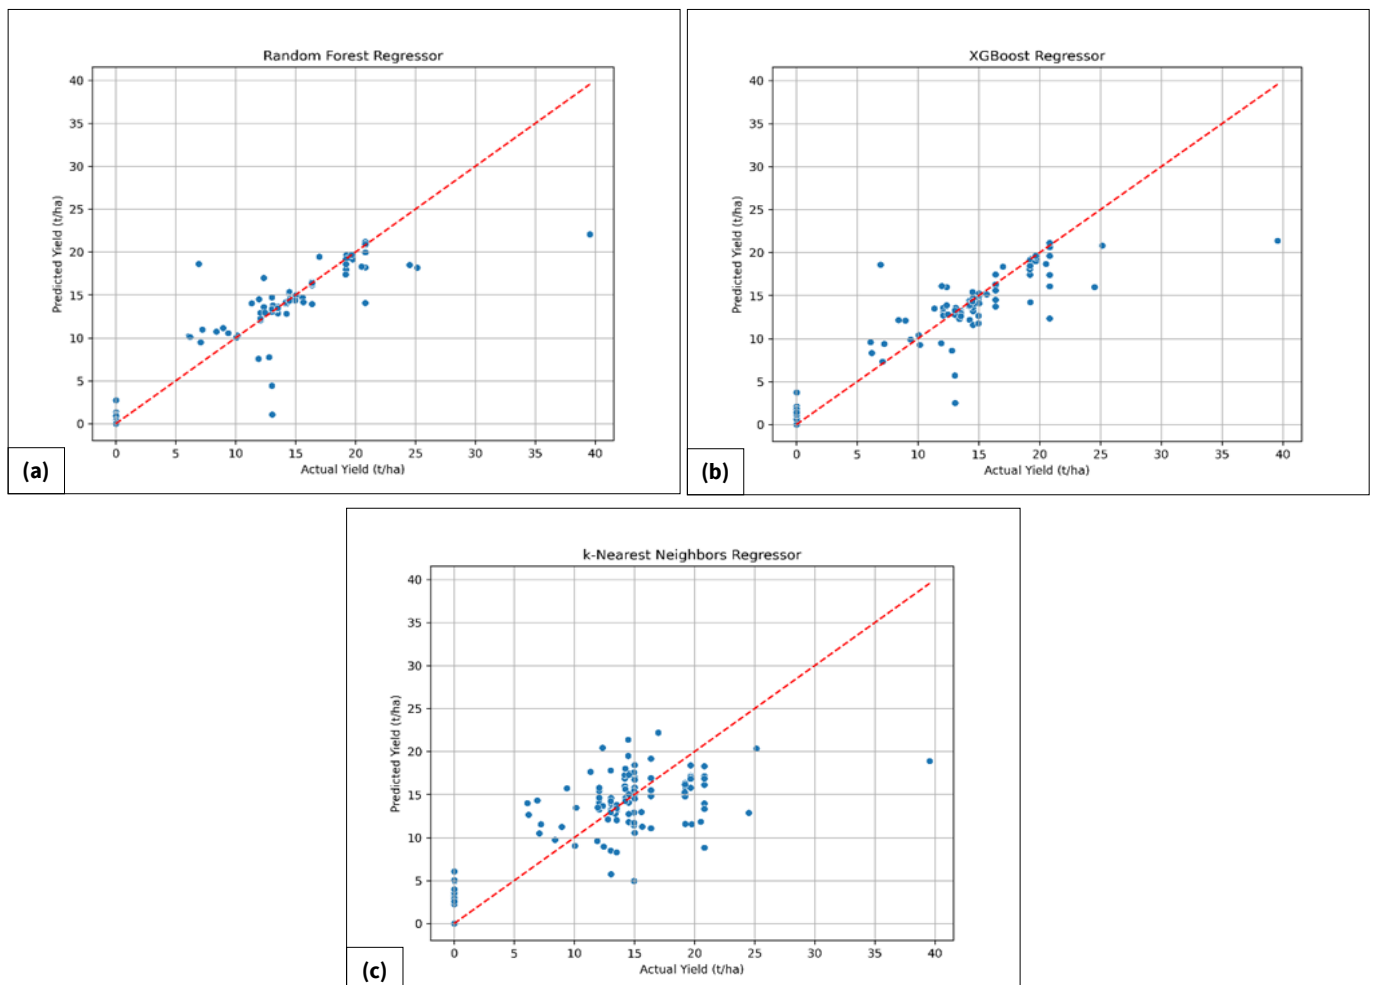 Random Forest Regressor
40
35
30
25
20
15
10
5
0
Predicted Yield (t/ha)
0 5 10 15 20 25 30 35 40
Actual Yield (t/ha)
(a)
XGBoost Regressor
40
35
30
25
20
15
10
5
0
Predicted Yield (t/ha)
0 5 10 15 20 25 30 35 40
Actual Yield (t/ha)
(b)
k-Nearest Neighbors Regressor
40
35
30
25
20
15
10
5
0
Predicted Yield (t/ha)
0 5 10 15 20 25 30 35 40
Actual Yield (t/ha)
(c)